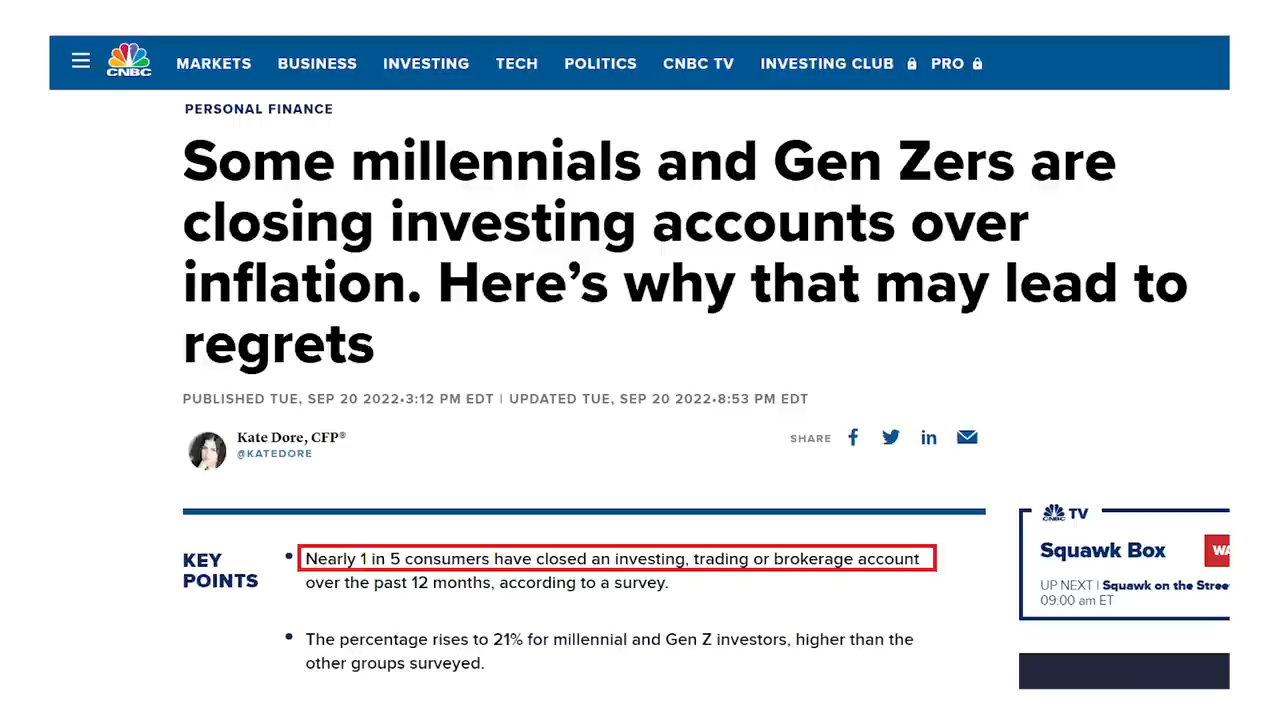 CNBC
MARKETS BUSINESS INVESTING TECH POLITICS CNBC TV INVESTING CLUB PRO
PERSONAL FINANCE
Some millennials and Gen Zers are
closing investing accounts over
inflation. Here’s why that may lead to
regrets
PUBLISHED TUE, SEP 20 2022•3:12 PM EDT | UPDATED TUE, SEP 20 2022•8:53 PM EDT
Kate Dore, CFP®
@KATEDORE
SHARE
KEY
POINTS
• Nearly 1 in 5 consumers have closed an investing, trading or brokerage account
over the past 12 months, according to a survey.
• The percentage rises to 21% for millennial and Gen Z investors, higher than the
other groups surveyed.
CNBC TV
Squawk Box
WA
UP NEXT | Squawk on the Stree
09:00 am ET